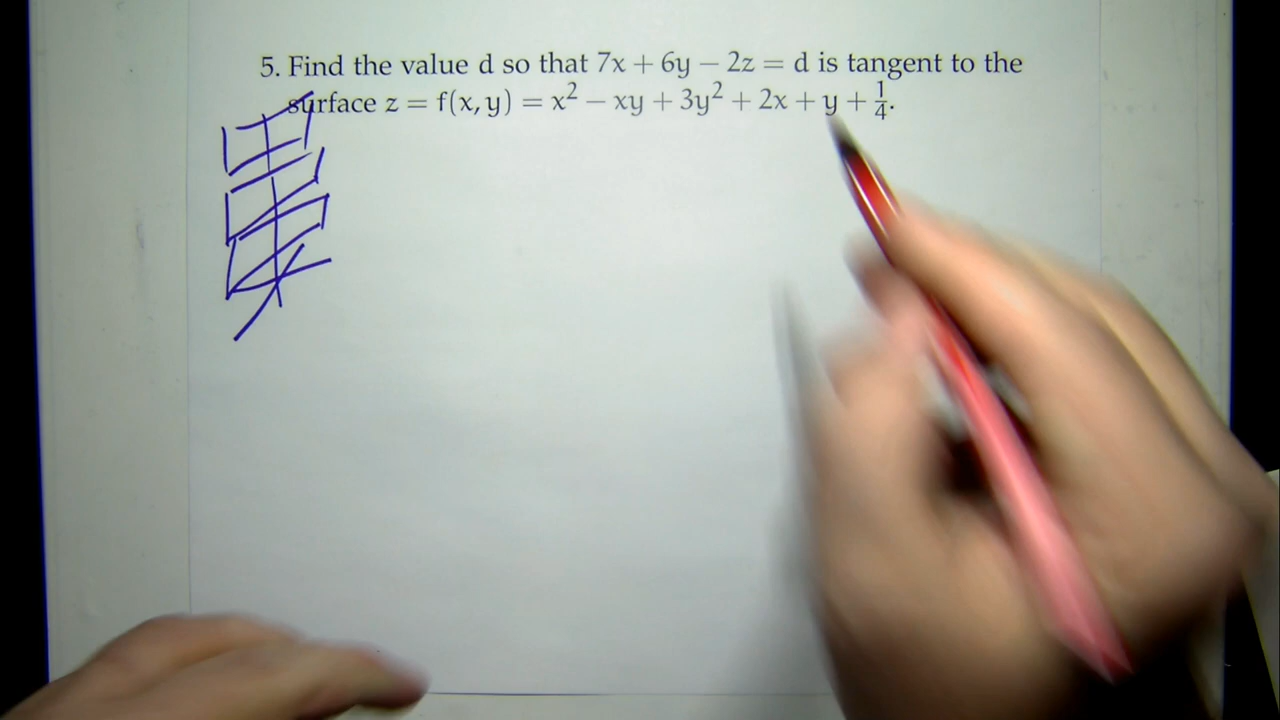 5. Find the value d so that 7x + 6y − 2z = d is tangent to the
surface z = f(x, y) = x² − xy + 3y² + 2x + y + 1/4.